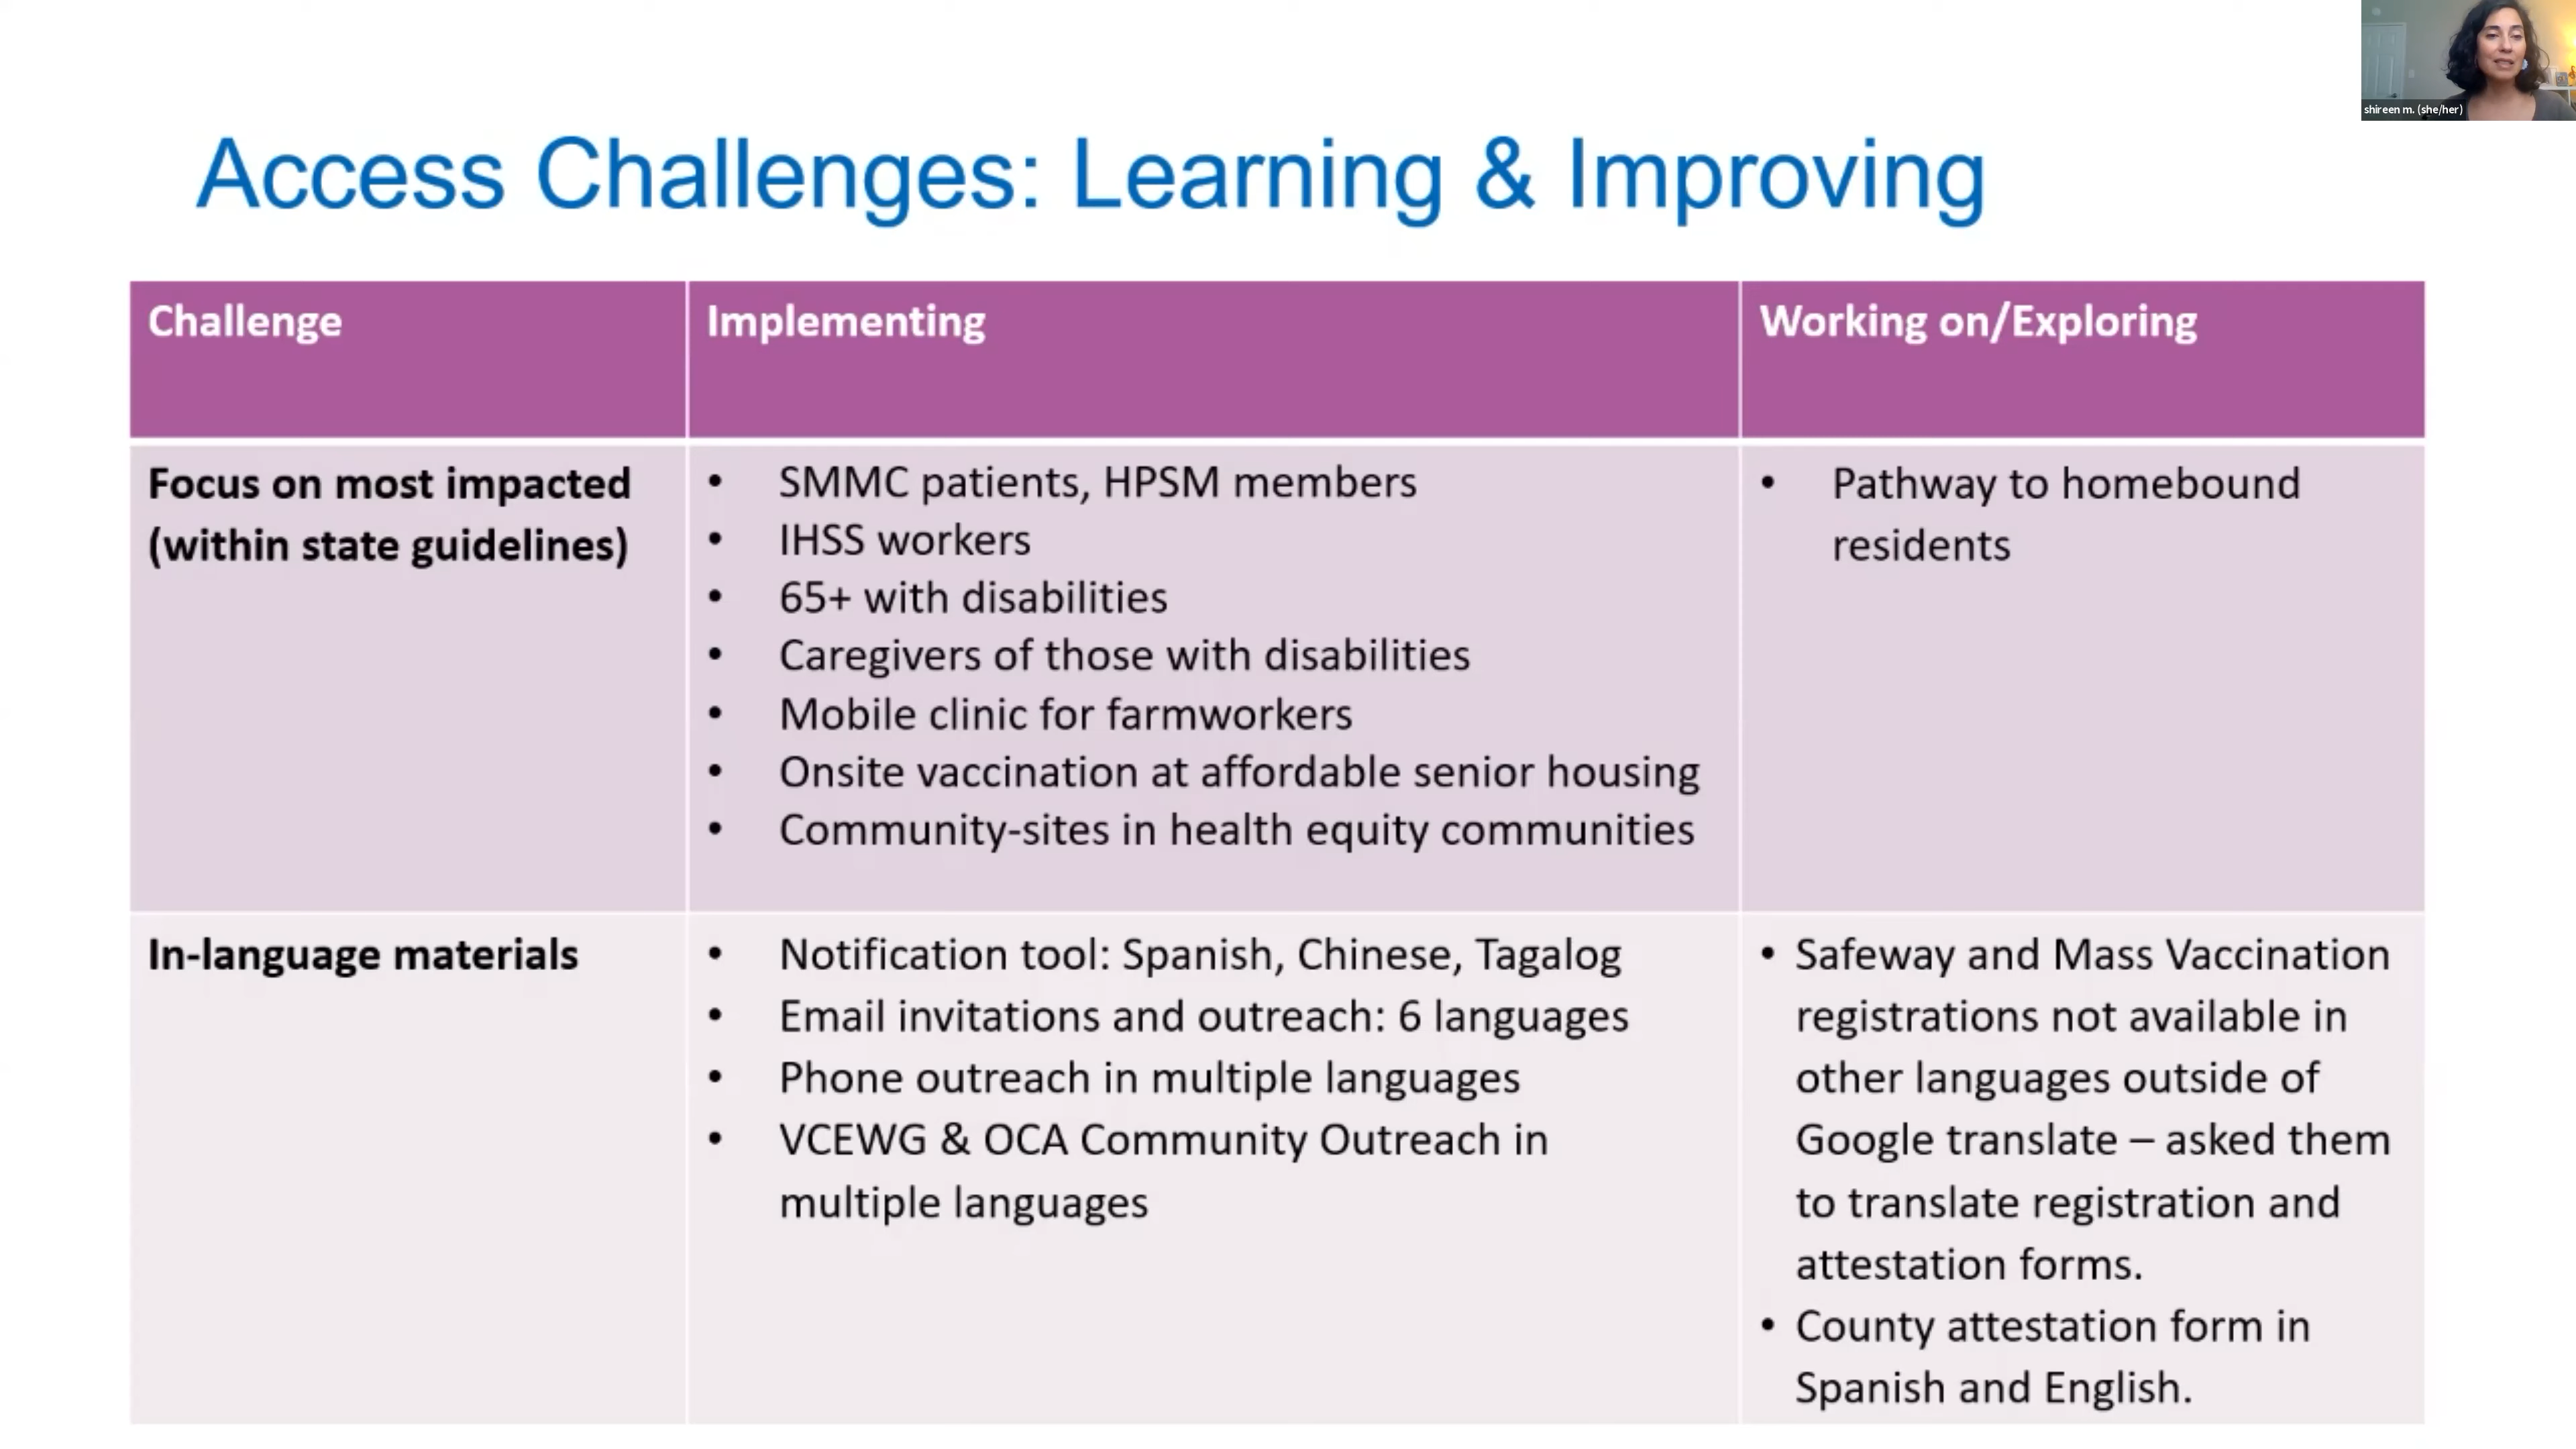 shireen m. (she/her)
Access Challenges: Learning & Improving
Challenge
Implementing
Working on/Exploring
Focus on most impacted
(within state guidelines)
• SMMC patients, HPSM members
• IHSS workers
• 65+ with disabilities
• Caregivers of those with disabilities
• Mobile clinic for farmworkers
• Onsite vaccination at affordable senior housing
• Community-sites in health equity communities
• Pathway to homebound
residents
In-language materials
• Notification tool: Spanish, Chinese, Tagalog
• Email invitations and outreach: 6 languages
• Phone outreach in multiple languages
• VCEWG & OCA Community Outreach in
multiple languages
• Safeway and Mass Vaccination
registrations not available in
other languages outside of
Google translate – asked them
to translate registration and
attestation forms.
• County attestation form in
Spanish and English.